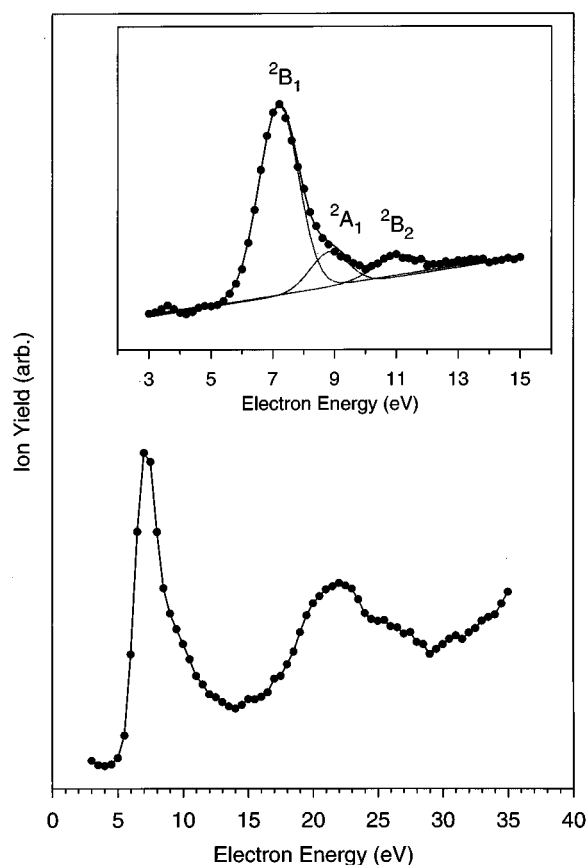 ²B₁
²A₁
²B₂
3 5 7 9 11 13 15
Electron Energy (eV)
Ion Yield (arb.)
0 5 10 15 20 25 30 35 40
Electron Energy (eV)